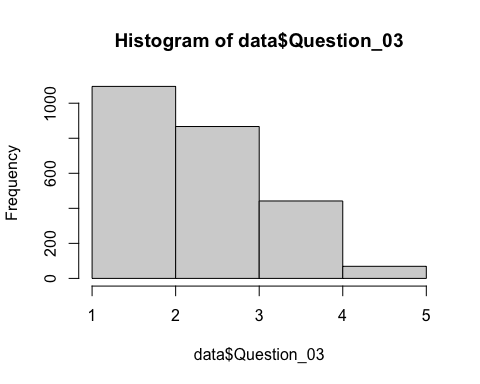 Histogram of data$Question_03
Frequency
1000
600
200
0
1 2 3 4 5
data$Question_03